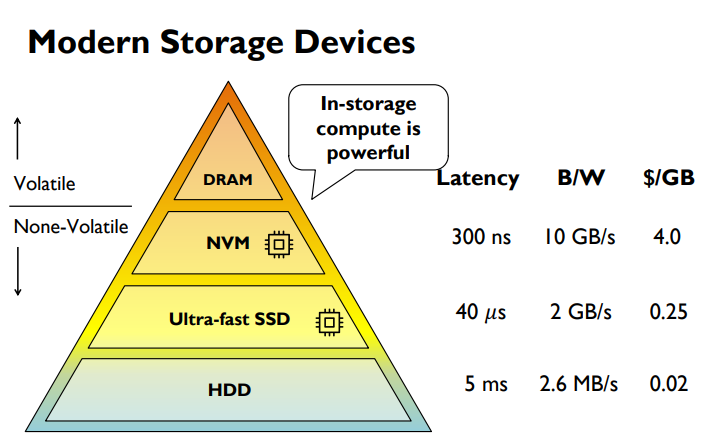 Modern Storage Devices
In-storage
compute is
powerful
Volatile
None-Volatile
DRAM
Latency B/W $/GB
NVM
300 ns 10 GB/s 4.0
Ultra-fast SSD
40 μs 2 GB/s 0.25
HDD
5 ms 2.6 MB/s 0.02